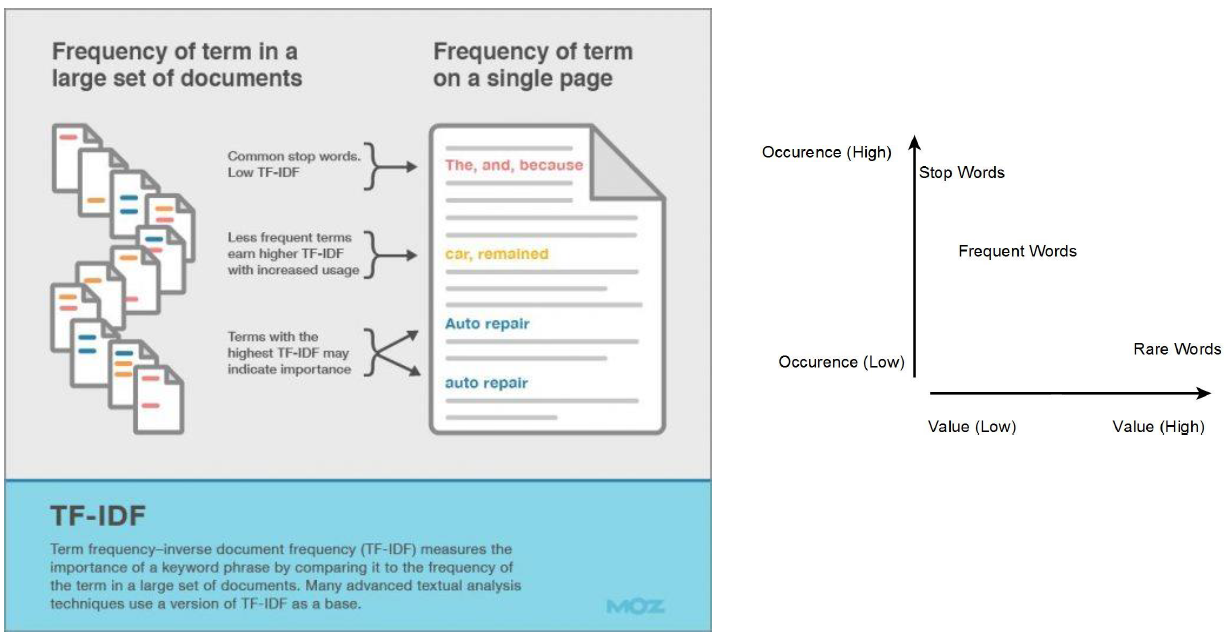 Frequency of term in a
large set of documents
Frequency of term
on a single page
Common stop words.
Low TF-IDF
The, and, because
Less frequent terms
earn higher TF-IDF
with increased usage
car, remained
Terms with the
highest TF-IDF may
indicate importance
Auto repair
auto repair
TF-IDF
Term frequency–inverse document frequency (TF-IDF) measures the
importance of a keyword phrase by comparing it to the frequency of
the term in a large set of documents. Many advanced textual analysis
techniques use a version of TF-IDF as a base.
MOZ
Occurence (High)
Stop Words
Frequent Words
Rare Words
Occurence (Low)
Value (Low)
Value (High)